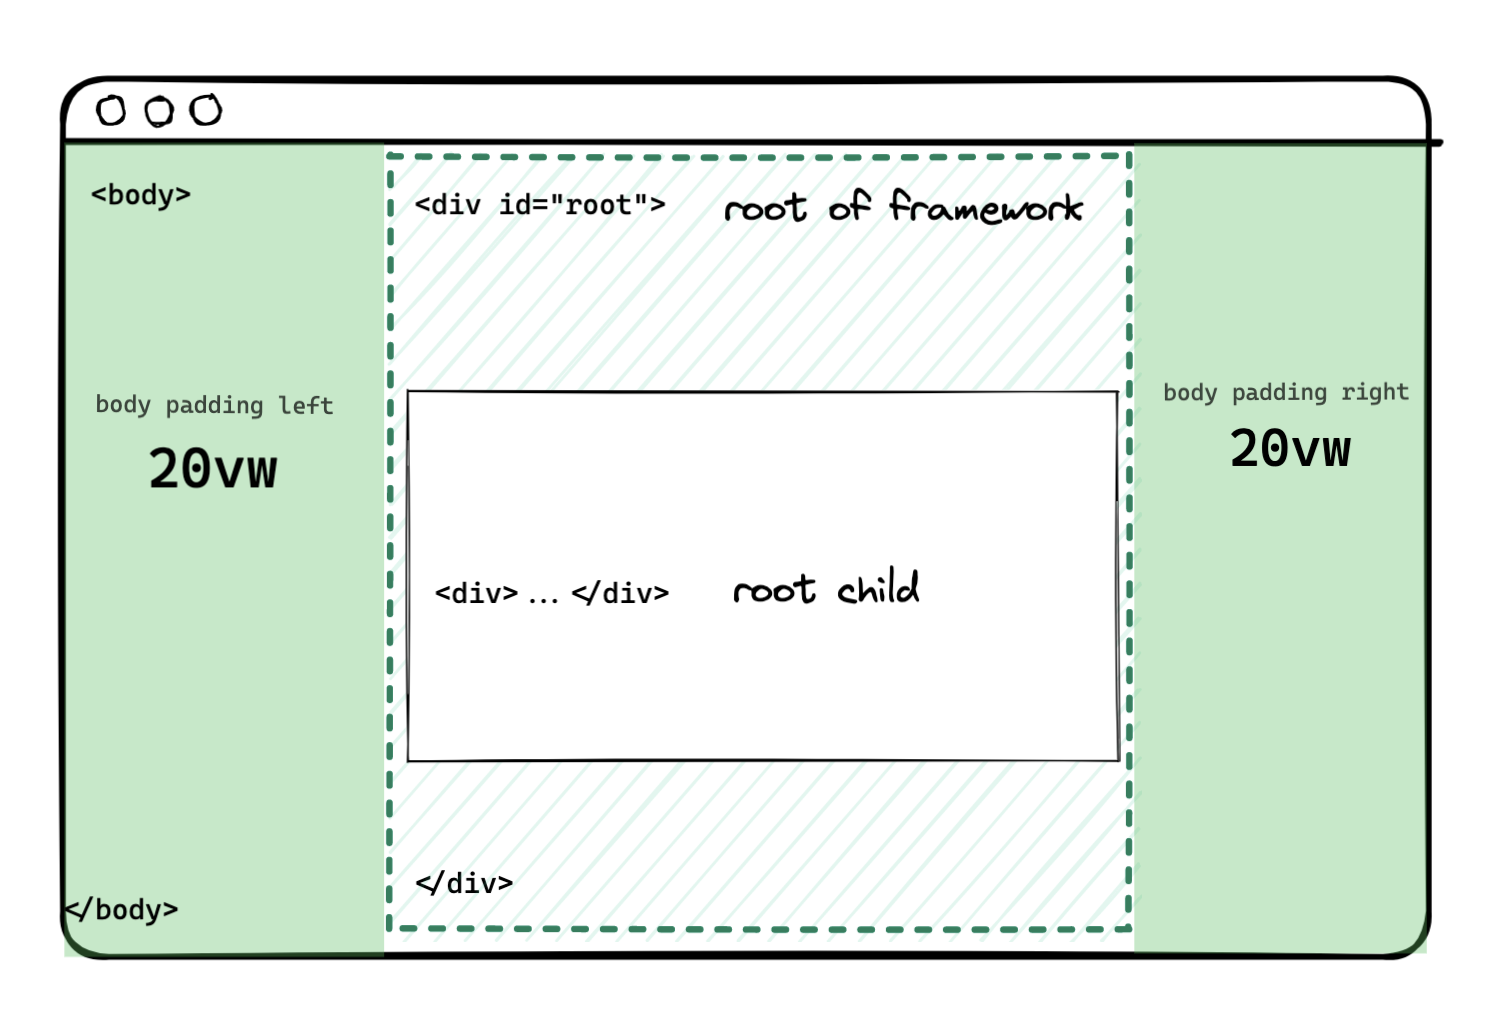 <body>
<div id="root"> root of framework
body padding left
20vw
body padding right
20vw
<div>...</div> root child
</div>
</body>